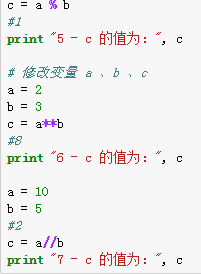 c = a % b
#1
print "5 - c 的值为：", c
# 修改变量 a 、b 、c
a = 2
b = 3
c = a**b
#8
print "6 - c 的值为：", c
a = 10
b = 5
#2
c = a//b
print "7 - c 的值为：", c